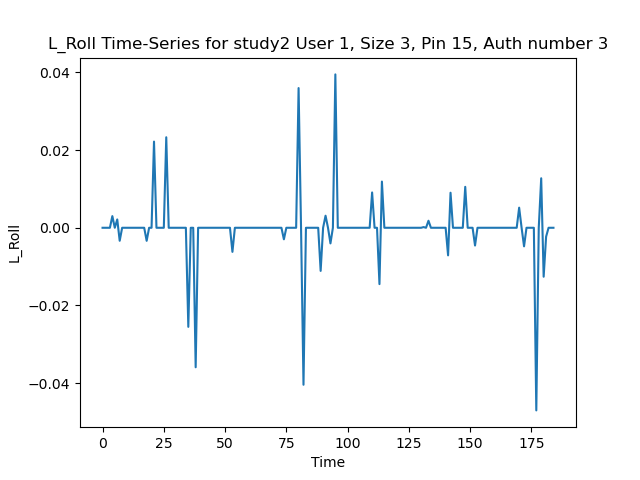 L_Roll Time-Series for study2 User 1, Size 3, Pin 15, Auth number 3
0.04
0.02
0.00
−0.02
−0.04
L_Roll
0 25 50 75 100 125 150 175
Time